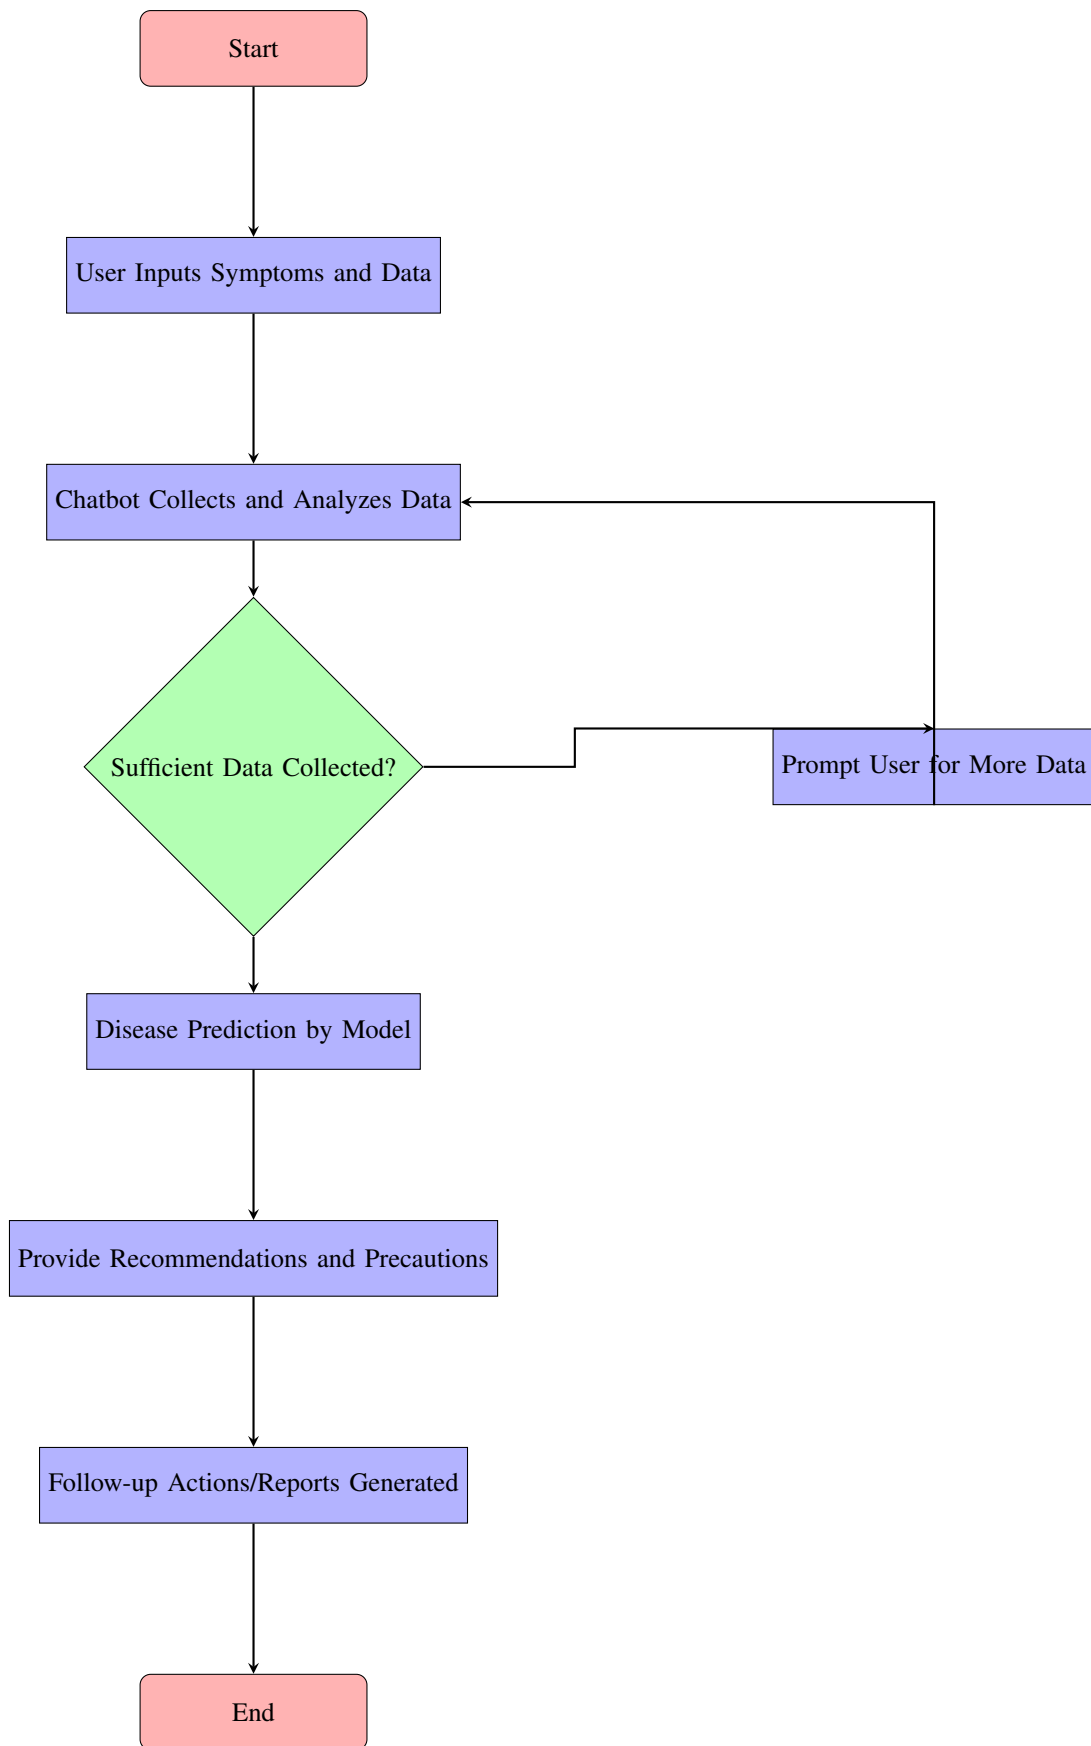 Start
User Inputs Symptoms and Data
Chatbot Collects and Analyzes Data
Sufficient Data Collected?
Prompt User for More Data
Disease Prediction by Model
Provide Recommendations and Precautions
Follow-up Actions/Reports Generated
End